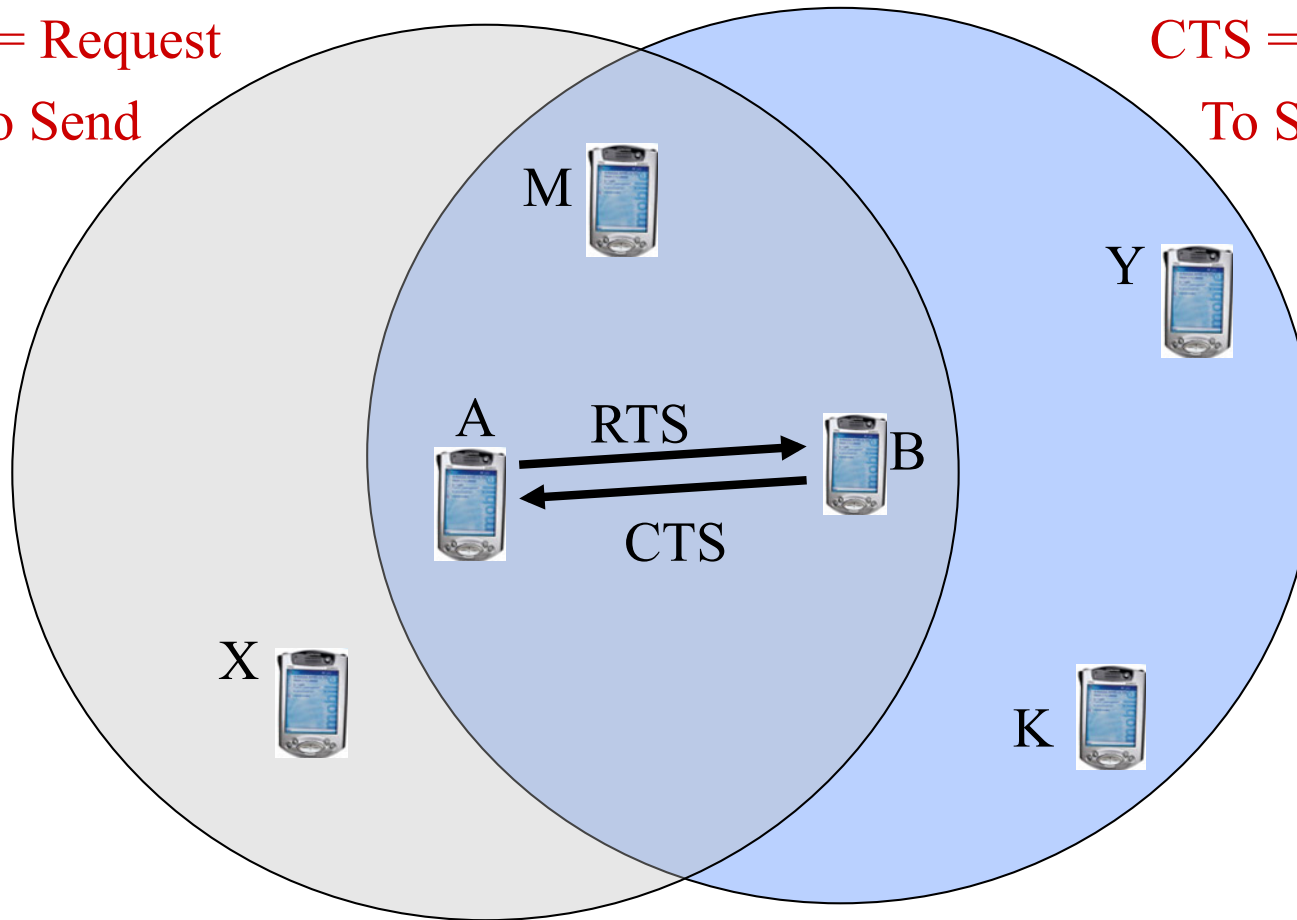 = Request
o Send
CTS =
To S
M
Y
A
RTS
B
CTS
X
K